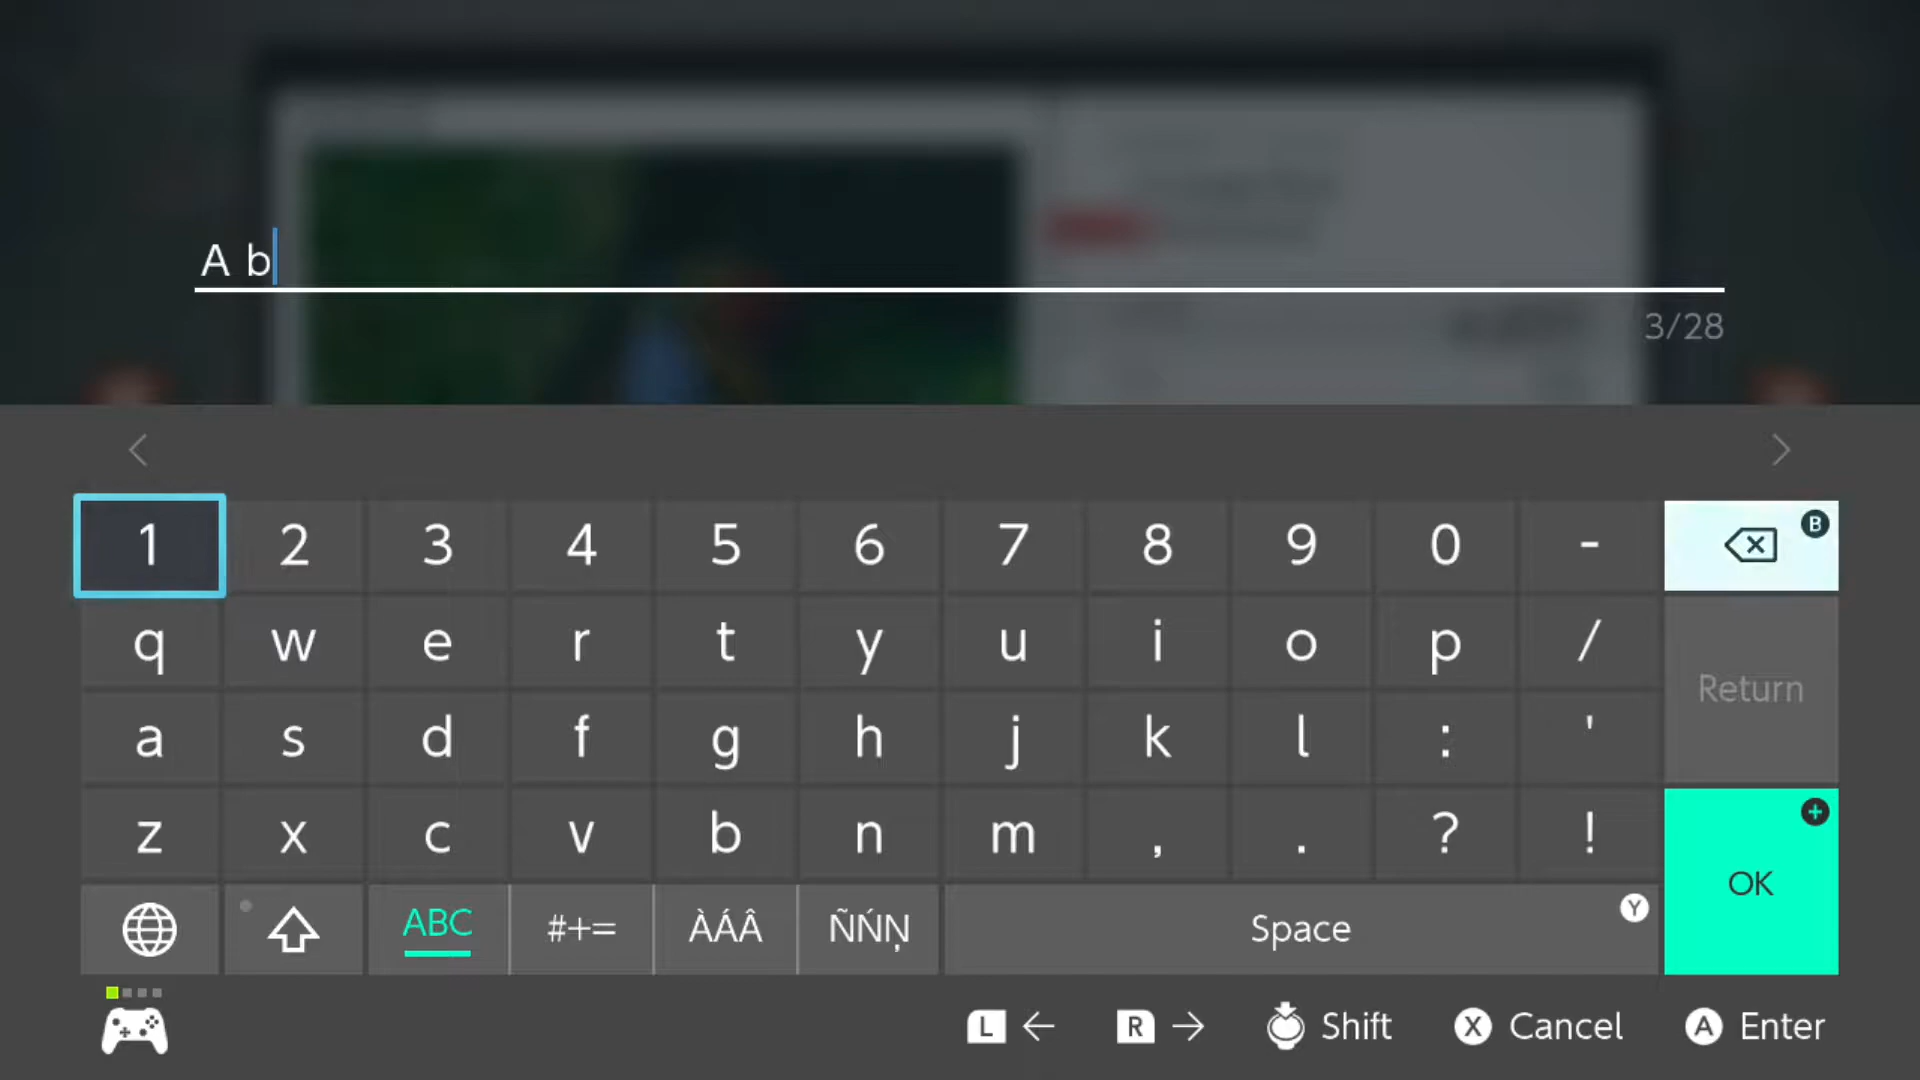 A b
3/28
1 2 3 4 5 6 7 8 9 0 - B
q w e r t y u i o p / Return
a s d f g h j k l : '
z x c v b n m , . ? ! + OK
ABC #+= ÀÁÂ ÑŃŅ Space Y
L ← R → Shift X Cancel A Enter